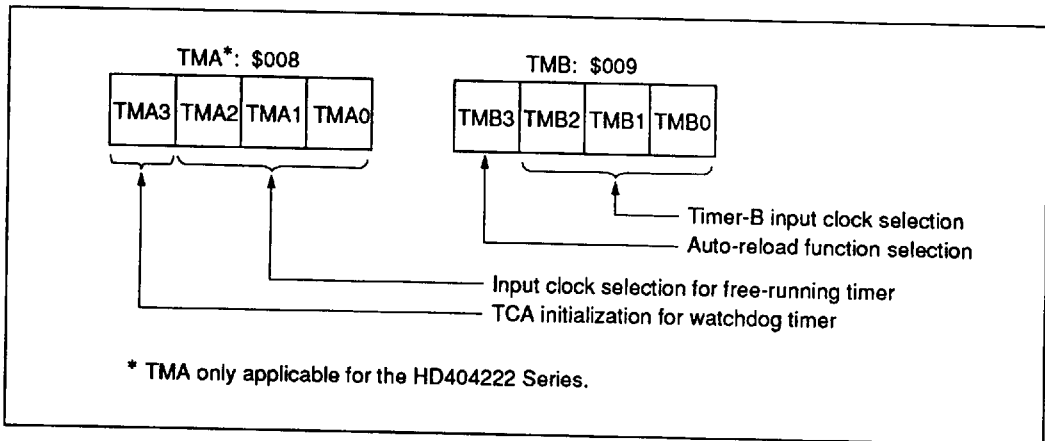 TMA*: $008
TMB: $009
TMA3 TMA2 TMA1 TMA0
TMB3 TMB2 TMB1 TMB0
Timer-B input clock selection
Auto-reload function selection
Input clock selection for free-running timer
TCA initialization for watchdog timer
* TMA only applicable for the HD404222 Series.